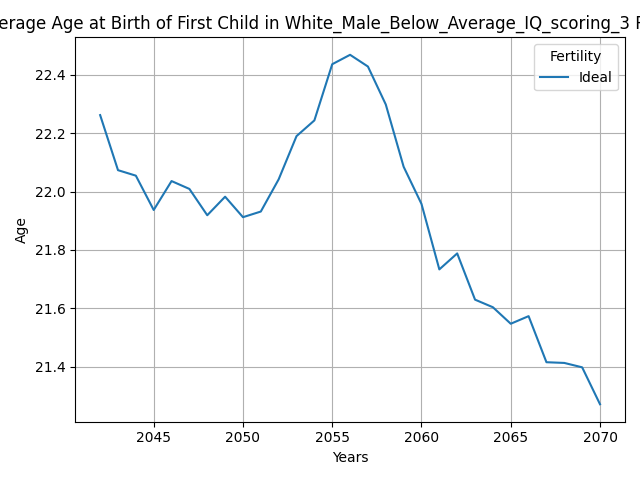 Age at Birth of First Child in White_Male_Below_Average_IQ_scoring_3
Fertility
Ideal
22.4
22.2
22.0
21.8
21.6
21.4
Age
2045 2050 2055 2060 2065 2070
Years